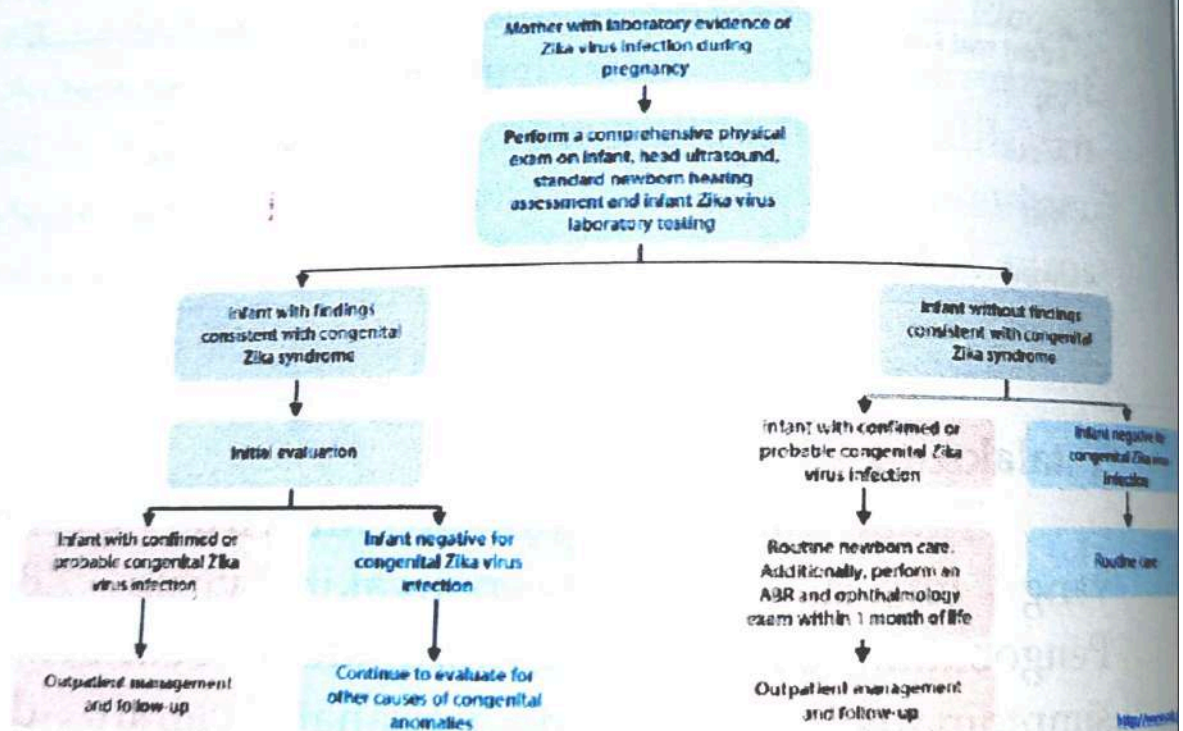 Mother with laboratory evidence of
Zika virus infection during
pregnancy
Perform a comprehensive physical
exam on infant, head ultrasound,
standard newborn hearing
assessment and infant Zika virus
laboratory testing
Infant with findings
consistent with congenital
Zika syndrome
Infant without findings
consistent with congenital
Zika syndrome
Initial evaluation
Infant with confirmed or
probable congenital Zika
virus infection
Infant negative for
congenital Zika virus
infection
Infant with confirmed or
probable congenital Zika
virus infection
Infant negative for
congenital Zika virus
infection
Outpatient management
and follow-up
Continue to evaluate for
other causes of congenital
anomalies
Routine newborn care.
Additionally, perform an
ABR and ophthalmology
exam within 1 month of life
Routine care
Outpatient management
and follow-up